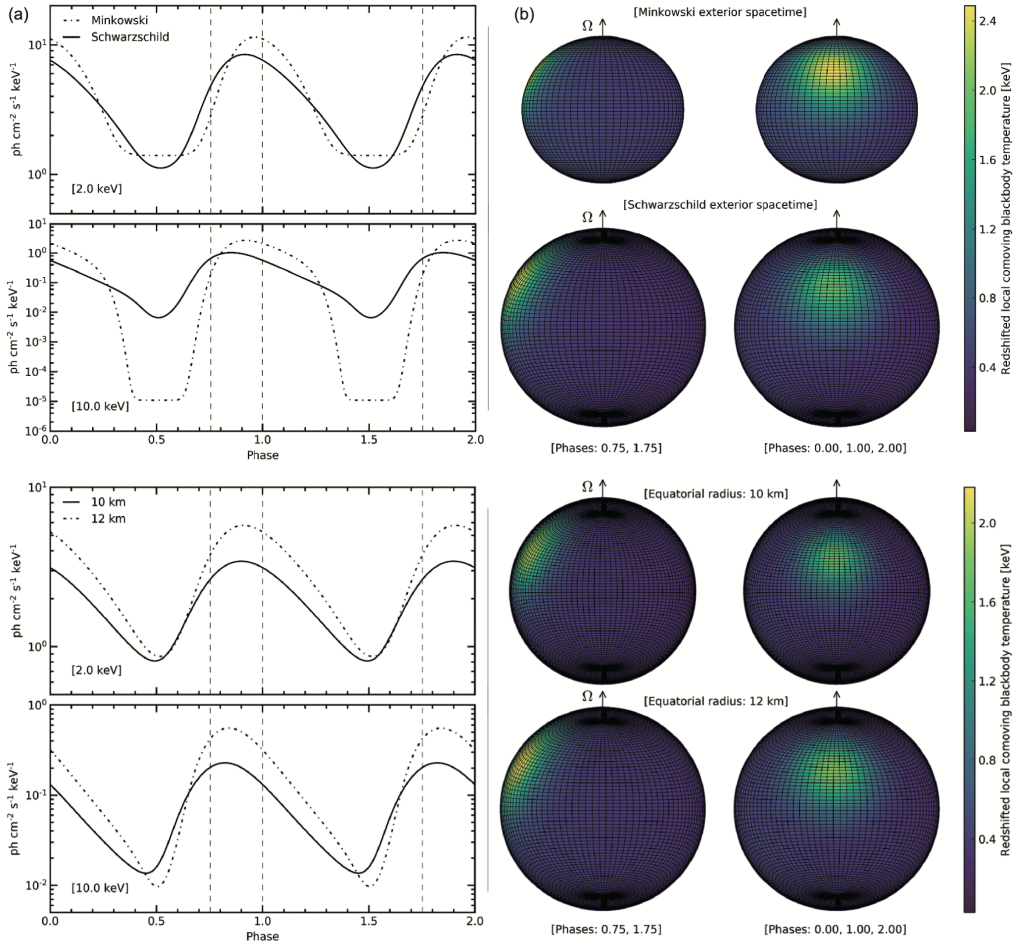 (a)
Minkowski
Schwarzschild
10¹
10⁰
ph cm⁻² s⁻¹ keV⁻¹
[2.0 keV]
10¹
10⁰
10⁻¹
10⁻²
10⁻³
10⁻⁴
10⁻⁵
10⁻⁶
ph cm⁻² s⁻¹ keV⁻¹
[10.0 keV]
0.0 0.5 1.0 1.5 2.0
Phase
(b)
[Minkowski exterior spacetime]
Ω
[Schwarzschild exterior spacetime]
Ω
[Phases: 0.75, 1.75]
[Phases: 0.00, 1.00, 2.00]
2.4
2.0
1.6
1.2
0.8
0.4
Redshifted local comoving blackbody temperature [keV]
10 km
12 km
10¹
10⁰
ph cm⁻² s⁻¹ keV⁻¹
[2.0 keV]
10⁰
10⁻¹
10⁻²
ph cm⁻² s⁻¹ keV⁻¹
[10.0 keV]
0.0 0.5 1.0 1.5 2.0
Phase
Ω
[Equatorial radius: 10 km]
Ω
[Equatorial radius: 12 km]
[Phases: 0.75, 1.75]
[Phases: 0.00, 1.00, 2.00]
2.0
1.6
1.2
0.8
0.4
Redshifted local comoving blackbody temperature [keV]